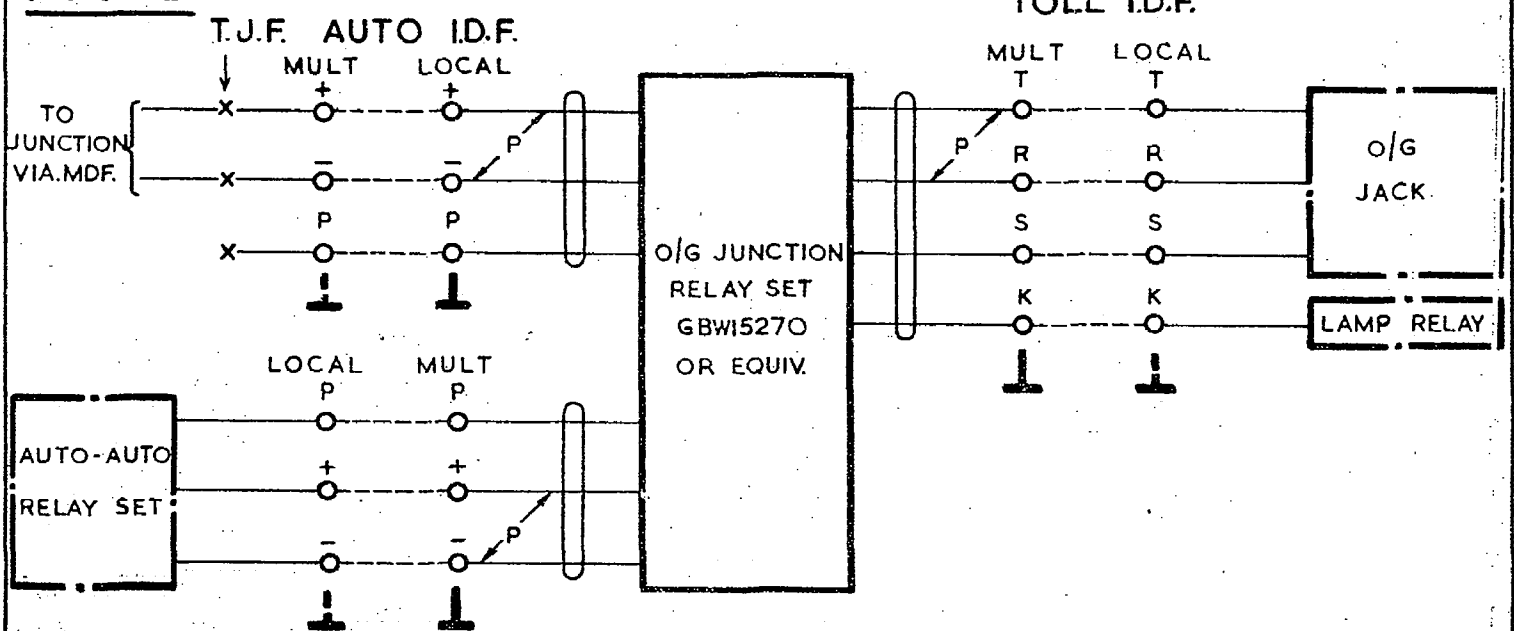 TOLL I.D.F.
T.J.F. AUTO I.D.F.
MULT LOCAL
+ +
TO
JUNCTION
VIA.MDF.
X
P
− −
X
P P
X
MULT LOCAL
T T
P
R R
S S
K K
O/G
JACK.
LAMP RELAY
O/G JUNCTION
RELAY SET
GBW15270
OR EQUIV.
LOCAL MULT
P P
+ +
P
− −
AUTO-AUTO
RELAY SET